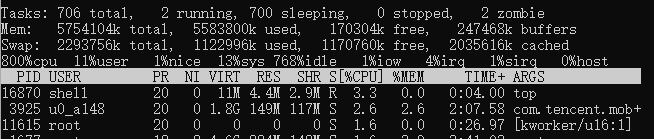 Tasks: 706 total,   2 running, 700 sleeping,   0 stopped,   2 zombie
Mem:   5754104k total,  5583800k used,   170304k free,   247468k buffers
Swap:  2293756k total,  1122996k used,  1170760k free,  2035616k cached
800%cpu  11%user   1%nice  13%sys 768%idle   1%iow   4%irq   1%sirq   0%host
PID USER         PR  NI VIRT  RES  SHR S[%CPU] %MEM     TIME+ ARGS
16870 shell        20   0  11M 4.4M 2.9M R  3.3   0.0   0:04.00 top
3925 u0_a148      20   0 1.8G 149M 117M S  2.6   2.6   2:07.58 com.tencent.mob+
11615 root         20   0    0    0    0 S  1.6   0.0   0:26.97 [kworker/u16:1]